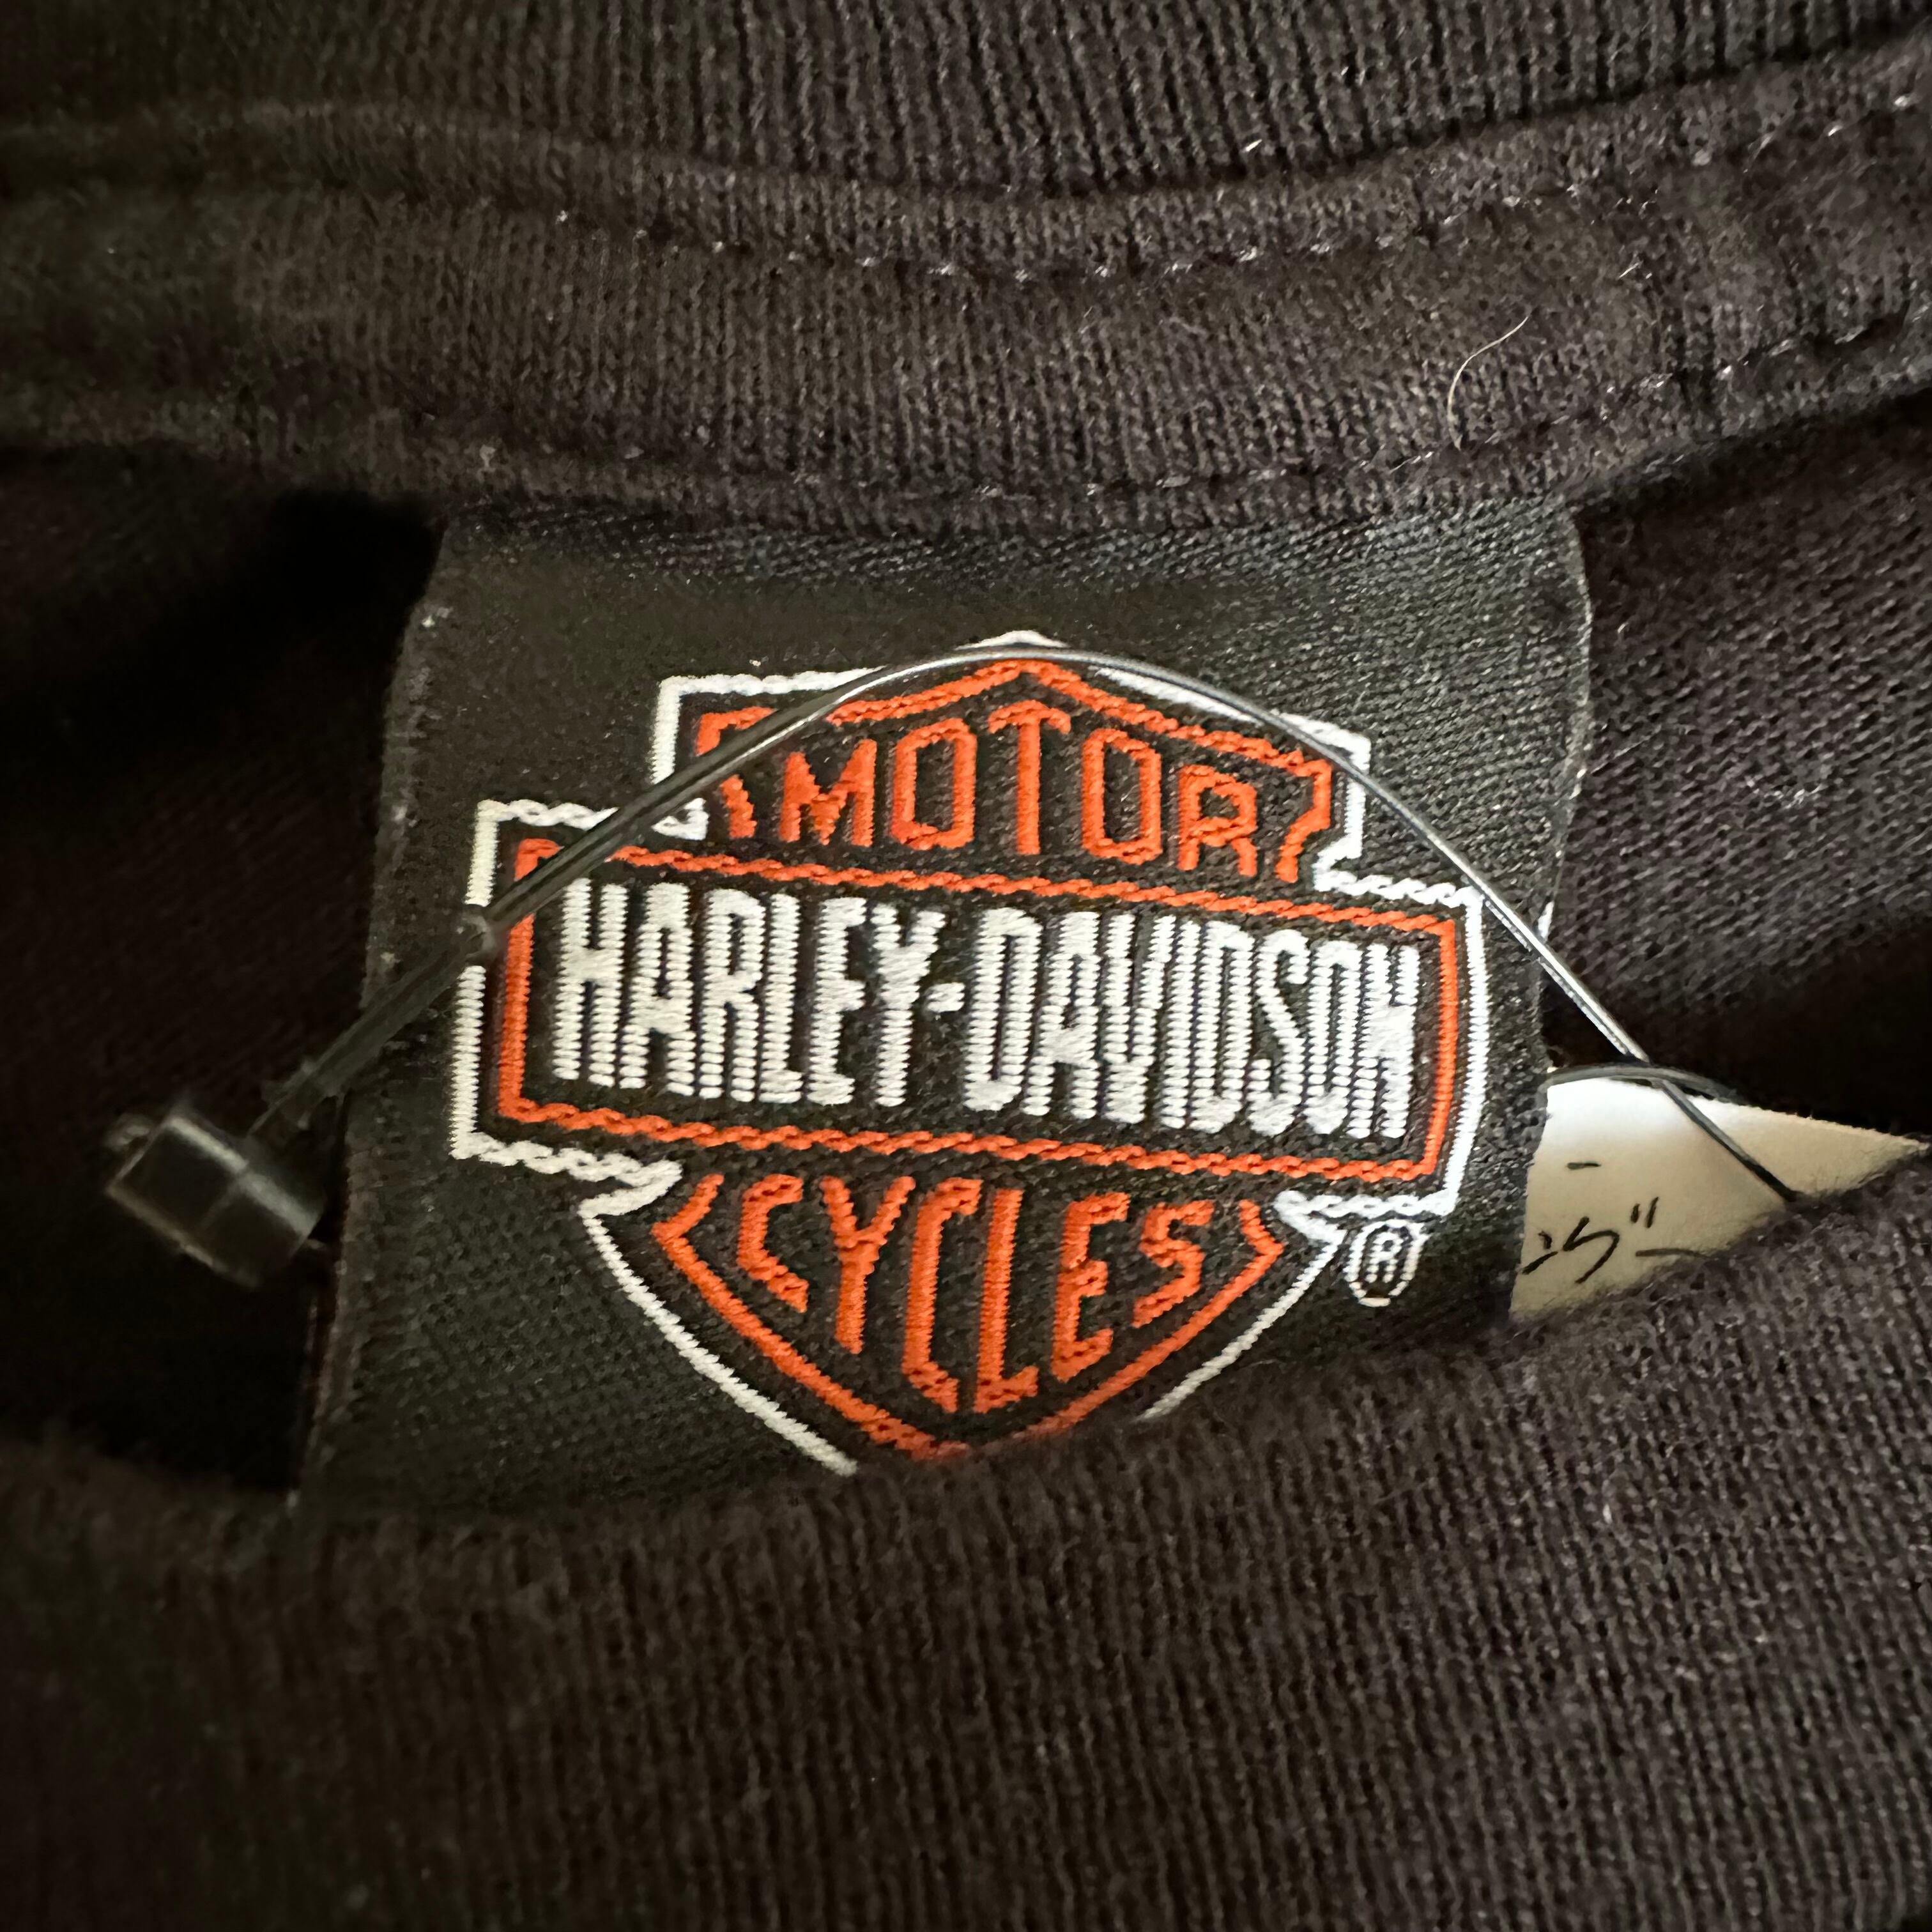 MOTOR
HARLEY-DAVIDSON
CYCLES
®